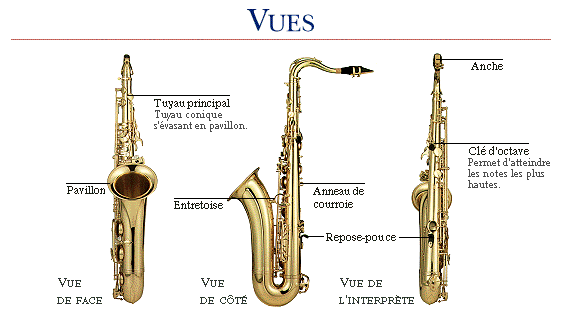 VUES
Tuyau principal
Tuyau conique
s'évasant en pavillon.
Pavillon
VUE
DE FACE
Entretoise
Anneau de
courroie
Repose-pouce
VUE
DE CÔTÉ
Anche
Clé d'octave
Permet d'atteindre
les notes les plus
hautes.
VUE DE
L'INTERPRÈTE